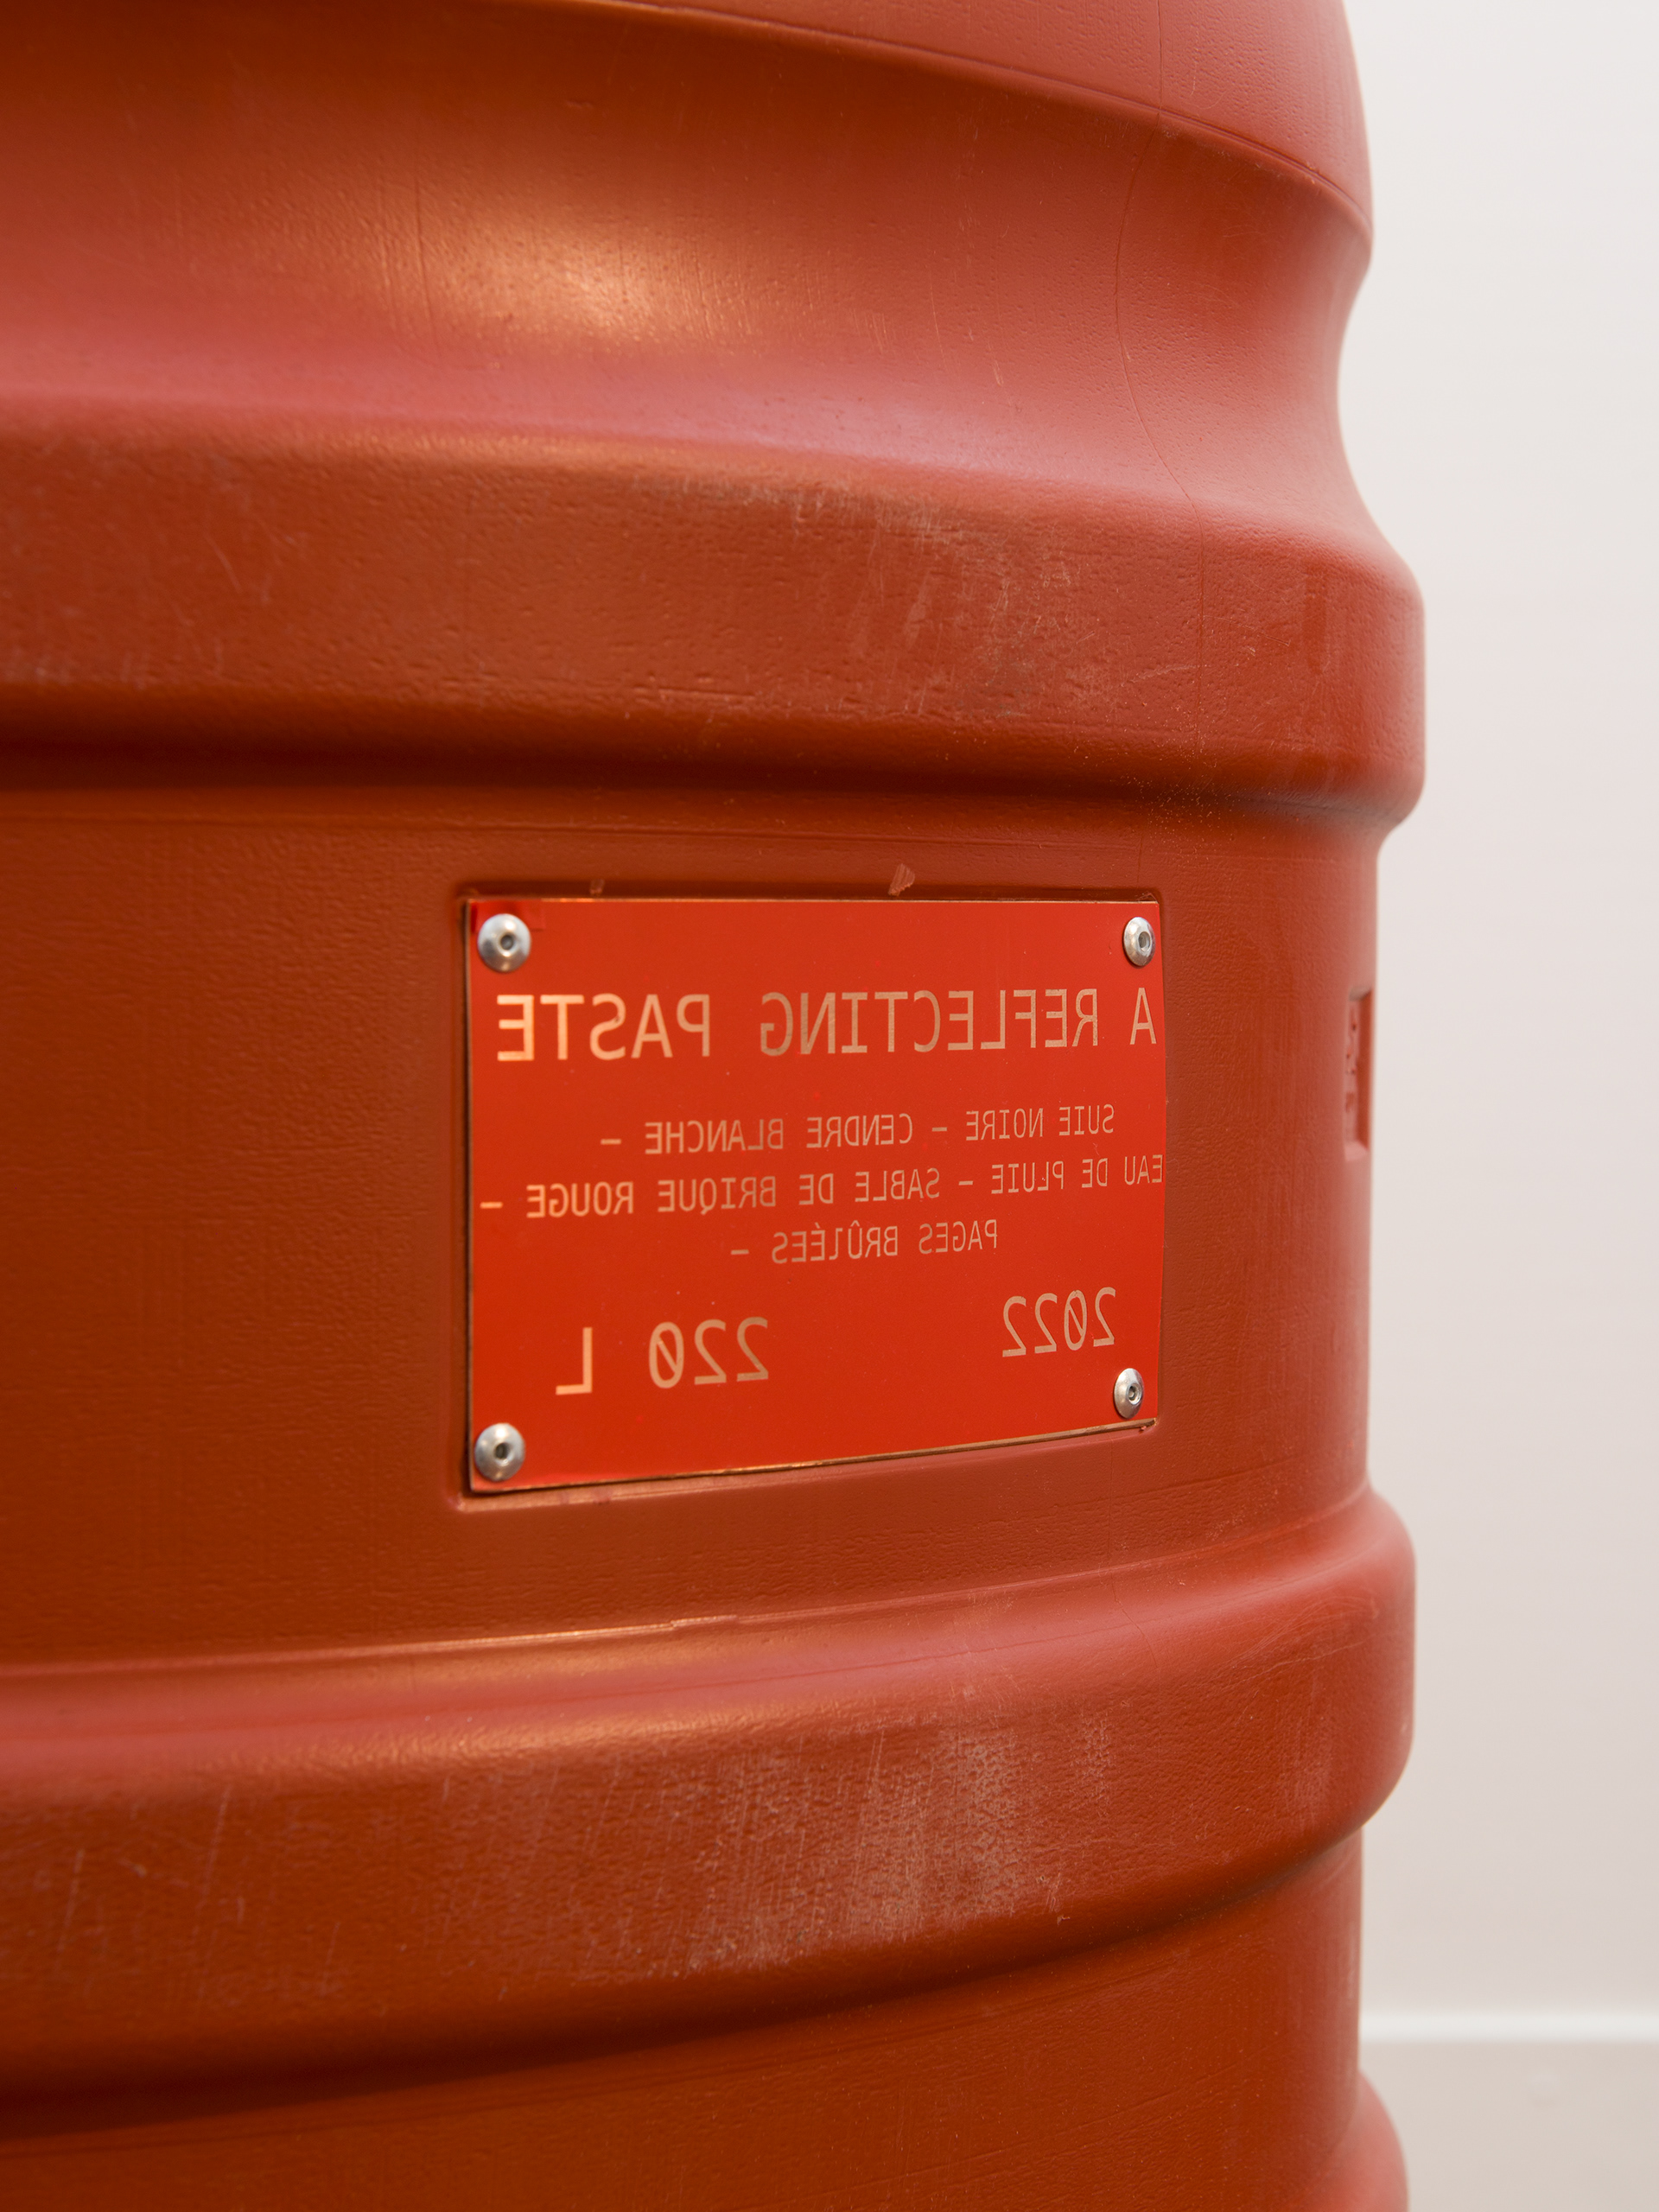 A REFLECTING PASTE
SUIE NOIRE – CENDRE BLANCHE –
EAU DE PLUIE – SABLE DE BRIQUE ROUGE –
PAGES BRÛlÉES –
2022 220 L